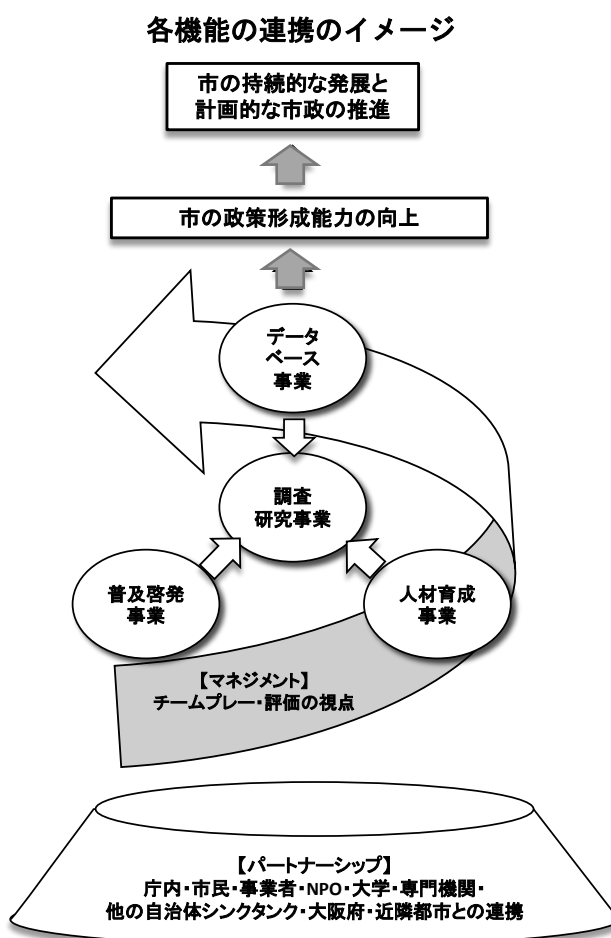 各機能の連携のイメージ
市の持続的な発展と
計画的な市政の推進
市の政策形成能力の向上
データ
ベース
事業
調査
研究事業
普及啓発
事業
人材育成
事業
【マネジメント】
チームプレー・評価の視点
【パートナーシップ】
庁内・市民・事業者・NPO・大学・専門機関・
他の自治体シンクタンク・大阪府・近隣都市との連携